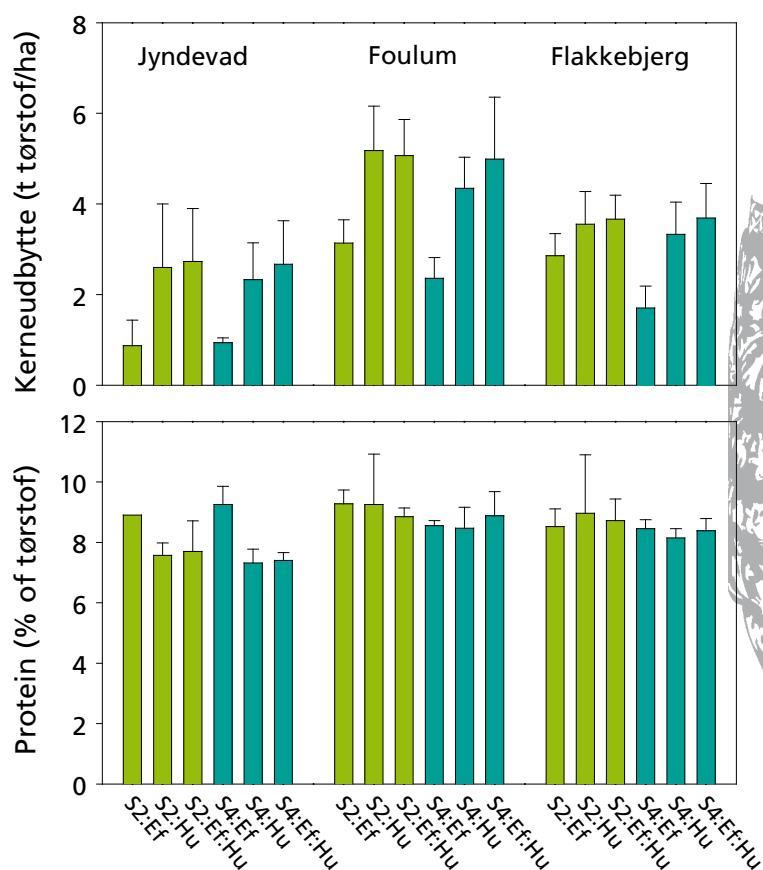 Kerneudbytte (t tørstof/ha)
8
6
4
2
0
Jyndevad
Foulum
Flakkebjerg
Protein (% of tørstof)
12
10
8
6
4
2
0
S2:Ef
S2:Hu
S2:Ef:Hu
S4:Ef
S4:Hu
S4:Ef:Hu
S2:Ef
S2:Hu
S2:Ef:Hu
S4:Ef
S4:Hu
S4:Ef:Hu
S2:Ef
S2:Hu
S2:Ef:Hu
S4:Ef
S4:Hu
S4:Ef:Hu